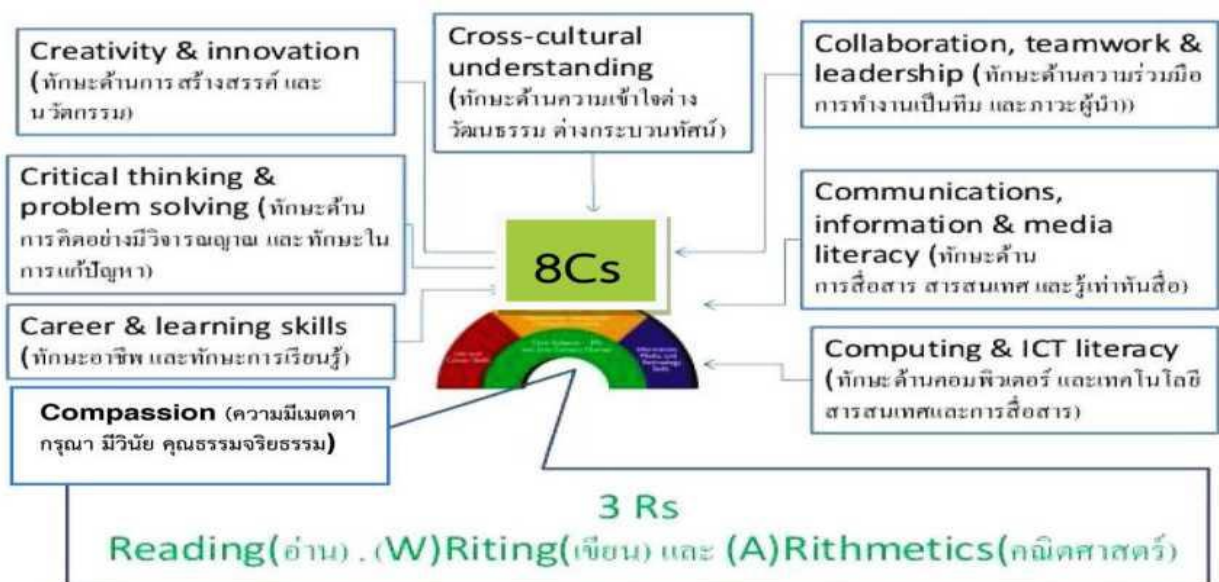 Creativity & innovation
(ทักษะด้านการสร้างสรรค์ และ
นวัตกรรม)
Cross-cultural
understanding
(ทักษะด้านความเข้าใจต่าง
วัฒนธรรม ต่างกระบวนทัศน์)
Collaboration, teamwork &
leadership (ทักษะด้านความร่วมมือ
การทำงานเป็นทีม และภาวะผู้นำ))
Critical thinking &
problem solving (ทักษะด้าน
การคิดอย่างมีวิจารณญาณ และทักษะใน
การแก้ปัญหา)
8Cs
Communications,
information & media
literacy (ทักษะด้าน
การสื่อสาร สารสนเทศ และรู้เท่าทันสื่อ)
Career & learning skills
(ทักษะอาชีพ และทักษะการเรียนรู้)
Computing & ICT literacy
(ทักษะด้านคอมพิวเตอร์ และเทคโนโลยี
สารสนเทศและการสื่อสาร)
Compassion (ความมีเมตตา
กรุณา มีวินัย คุณธรรมจริยธรรม)
3 Rs
Reading(อ่าน) . (W)Riting(เขียน) และ (A)Rithmetics(คณิตศาสตร์)